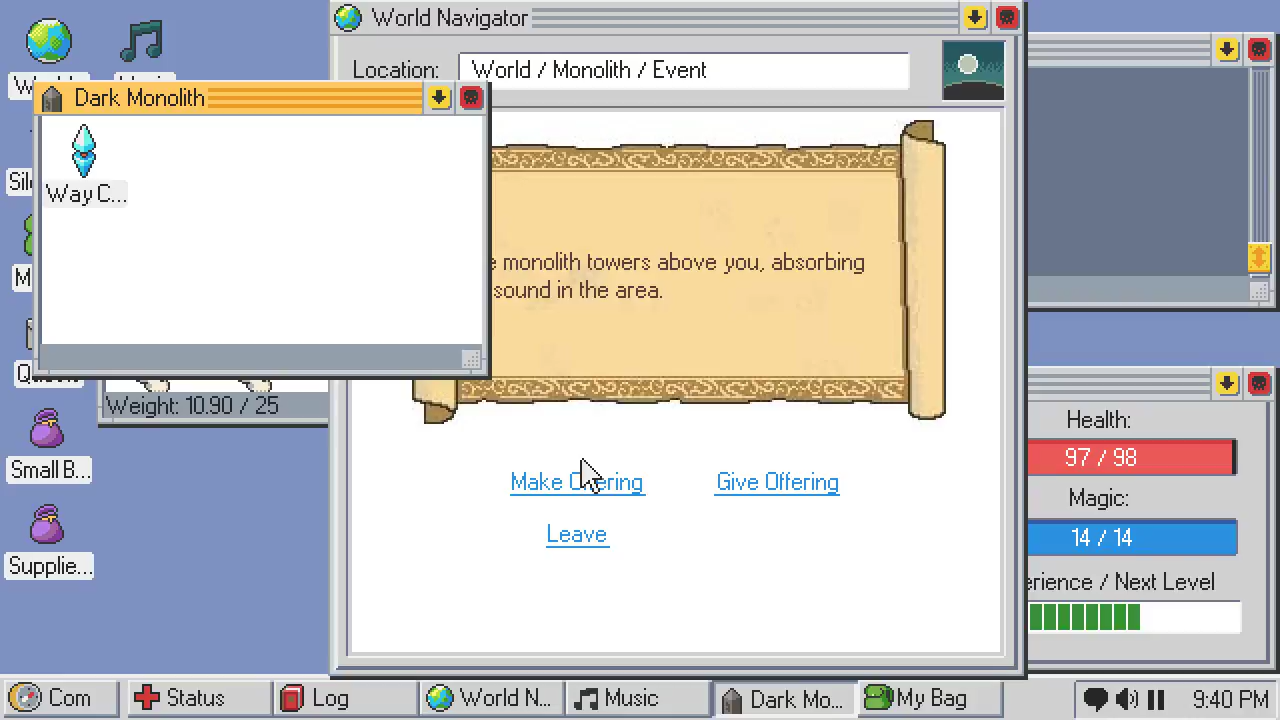 World Navigator
Location: World / Monolith / Event
Dark Monolith
Way C...
e monolith towers above you, absorbing
sound in the area.
Weight: 10.90 / 25
Small B...
Supplie...
Make Offering
Give Offering
Leave
Health:
97 / 98
Magic:
14 / 14
erience / Next Level
Com
Status
Log
World N...
Music
Dark Mo...
My Bag
9:40 PM